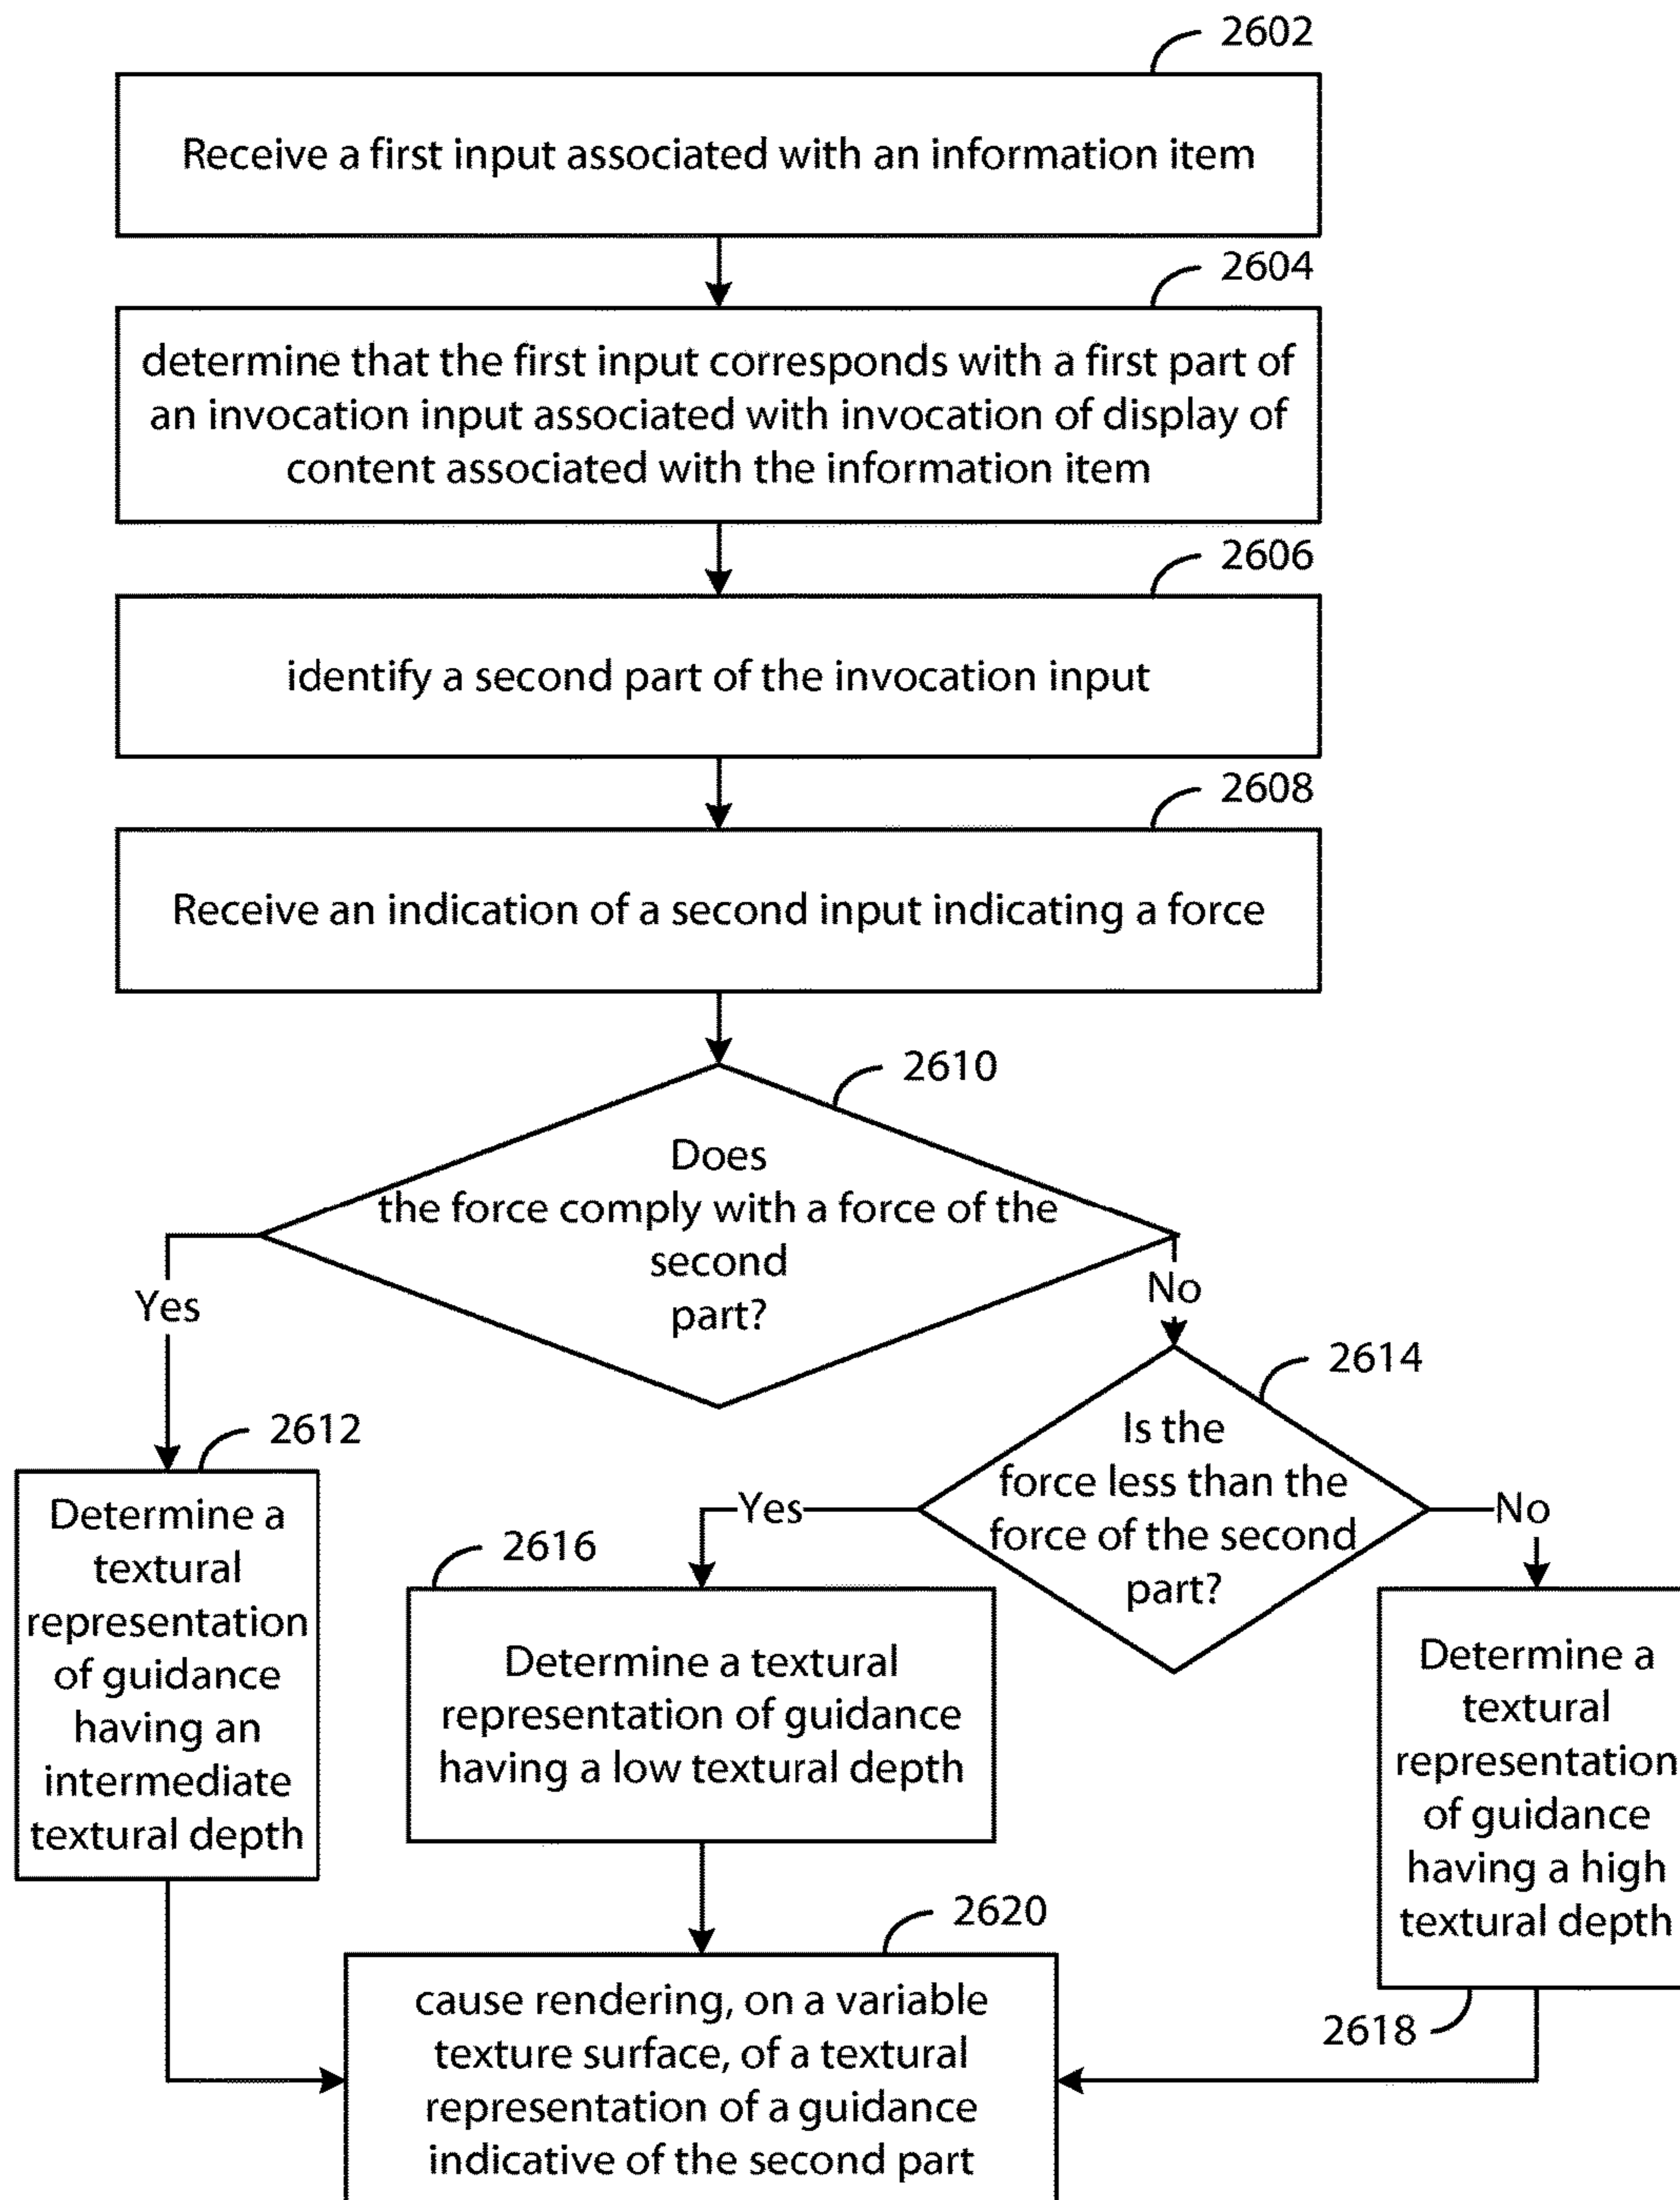 2602
Receive a first input associated with an information item
2604
determine that the first input corresponds with a first part of
an invocation input associated with invocation of display of
content associated with the information item
2606
identify a second part of the invocation input
2608
Receive an indication of a second input indicating a force
2610
Does
the force comply with a force of the
second
part?
Yes
No
2612
Determine a
textural
representation
of guidance
having an
intermediate
textural depth
2614
Is the
force less than the
force of the second
part?
Yes
No
2616
Determine a textural
representation of guidance
having a low textural depth
Determine a
textural
representation
of guidance
having a high
textural depth
2618
2620
cause rendering, on a variable
texture surface, of a textural
representation of a guidance
indicative of the second part